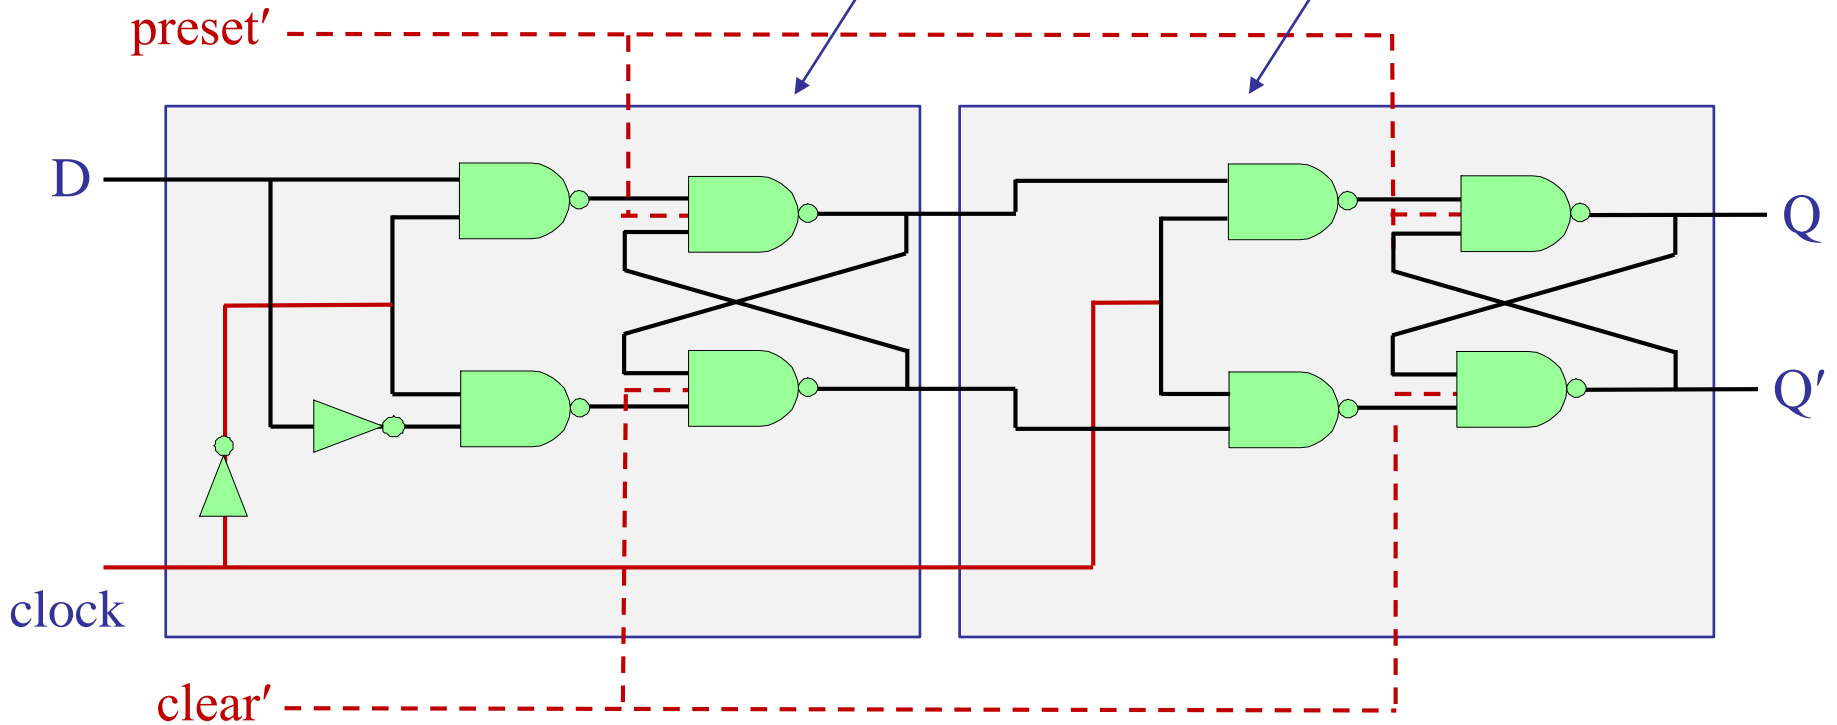 preset′
D
Q
Q′
clock
clear′